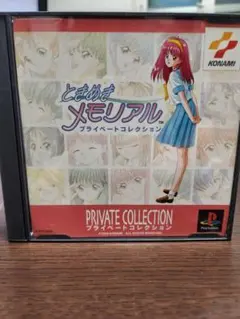 KONAMI
ときめき
メモリアル
プライベートコレクション
PRIVATE COLLECTION
プライベートコレクション
PlayStation